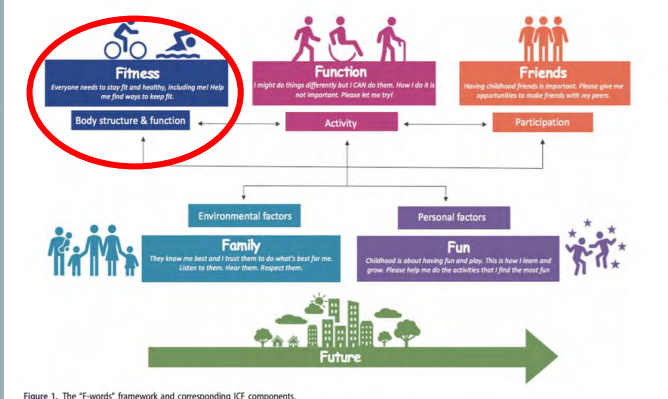 Fitness
Everyone needs to stay fit and healthy, including me! Help
me find ways to keep fit.
Body structure & function
Function
I might do things differently but I CAN do them. How I do it is
not important. Please let me try!
Activity
Friends
Having childhood friends is important. Please give me
opportunities to make friends with my peers.
Participation
Environmental factors
Family
They know me best and I trust them to do what's best for me.
Listen to them. Hear them. Respect them.
Personal factors
Fun
Childhood is about having fun and play. This is how I learn and
grow. Please help me do the activities that I find the most fun
Future
Figure 1. The "F-words" framework and corresponding ICF components.